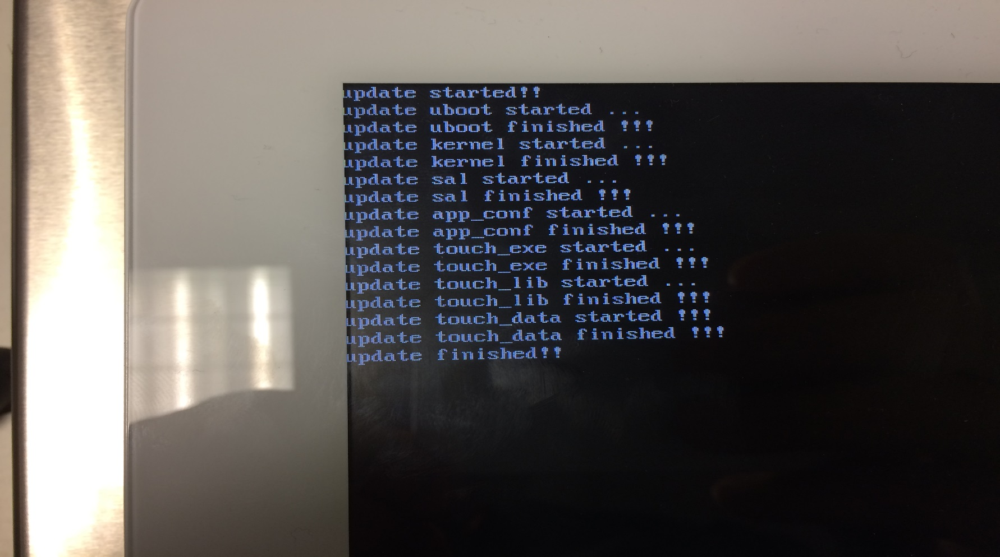 update started!!
update uboot started ...
update uboot finished !!!
update kernel started ...
update kernel finished !!!
update sal started ...
update sal finished !!!
update app_conf started ...
update app_conf finished !!!
update touch_exe started ...
update touch_exe finished !!!
update touch_lib started ...
update touch_lib finished !!!
update touch_data started !!!
update touch_data finished !!!
update finished!!